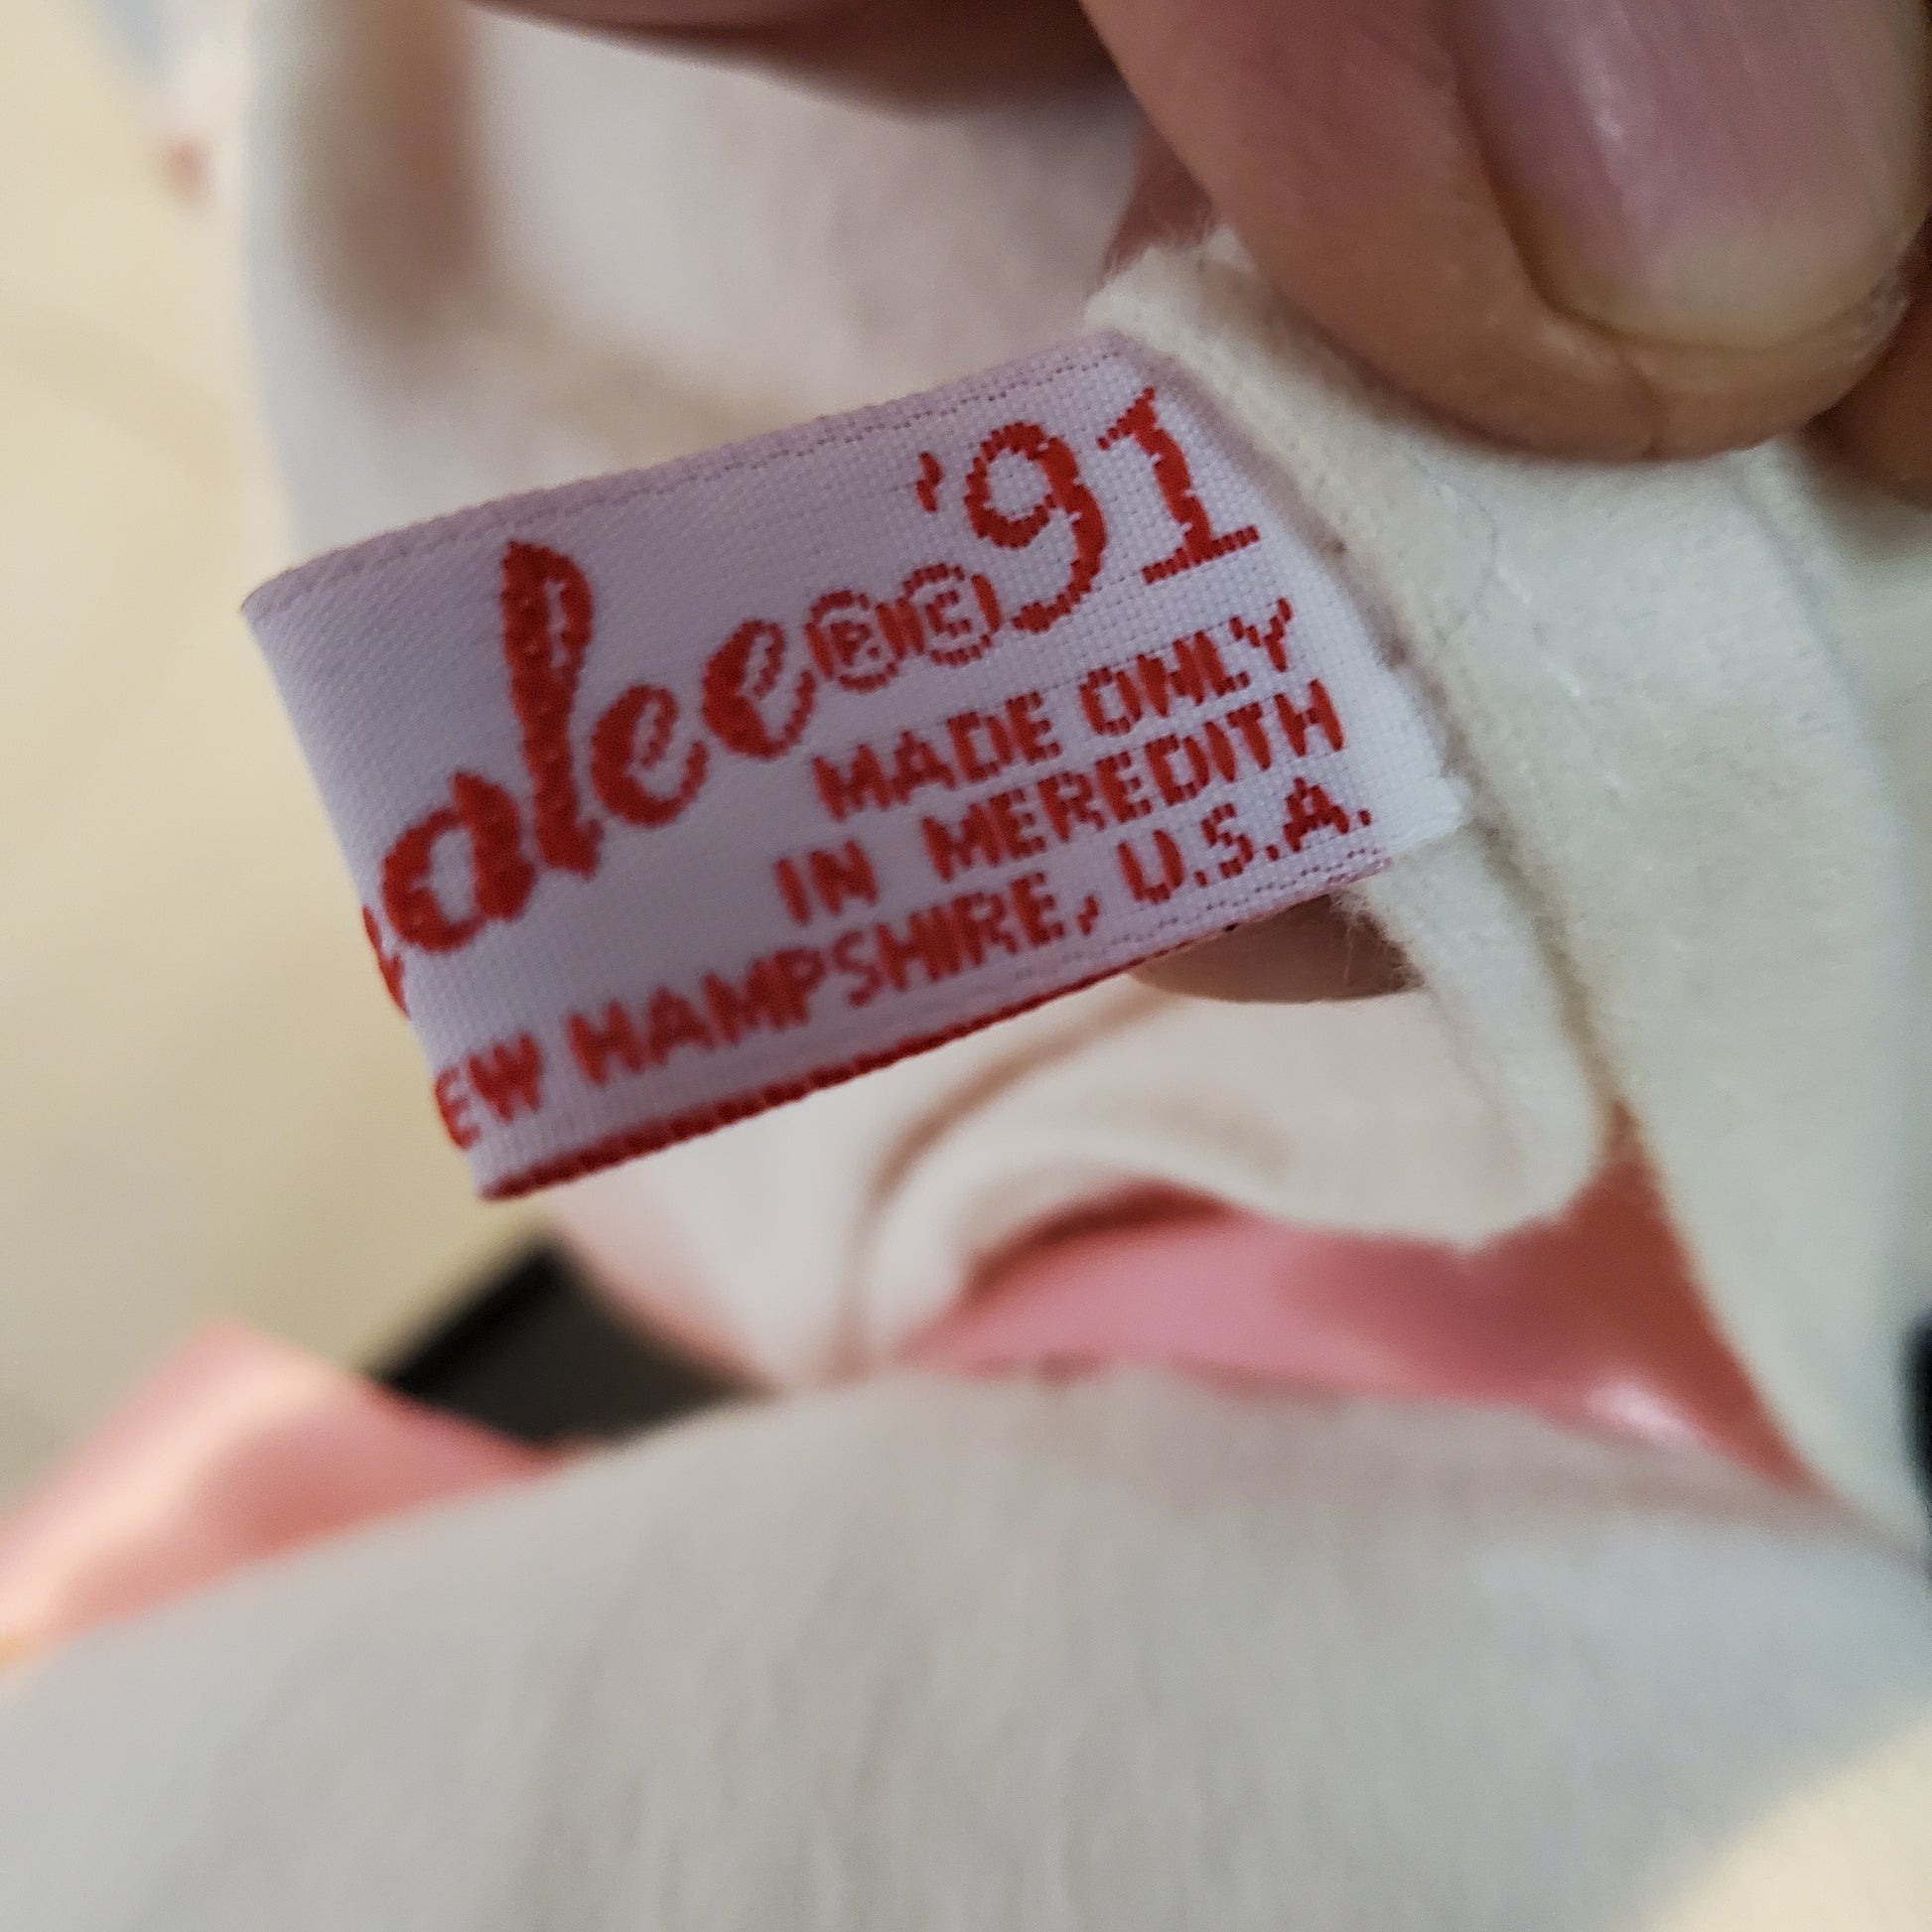 alee®©'91
MADE ONLY
IN MEREDITH
EW HAMPSHIRE, U.S.A.